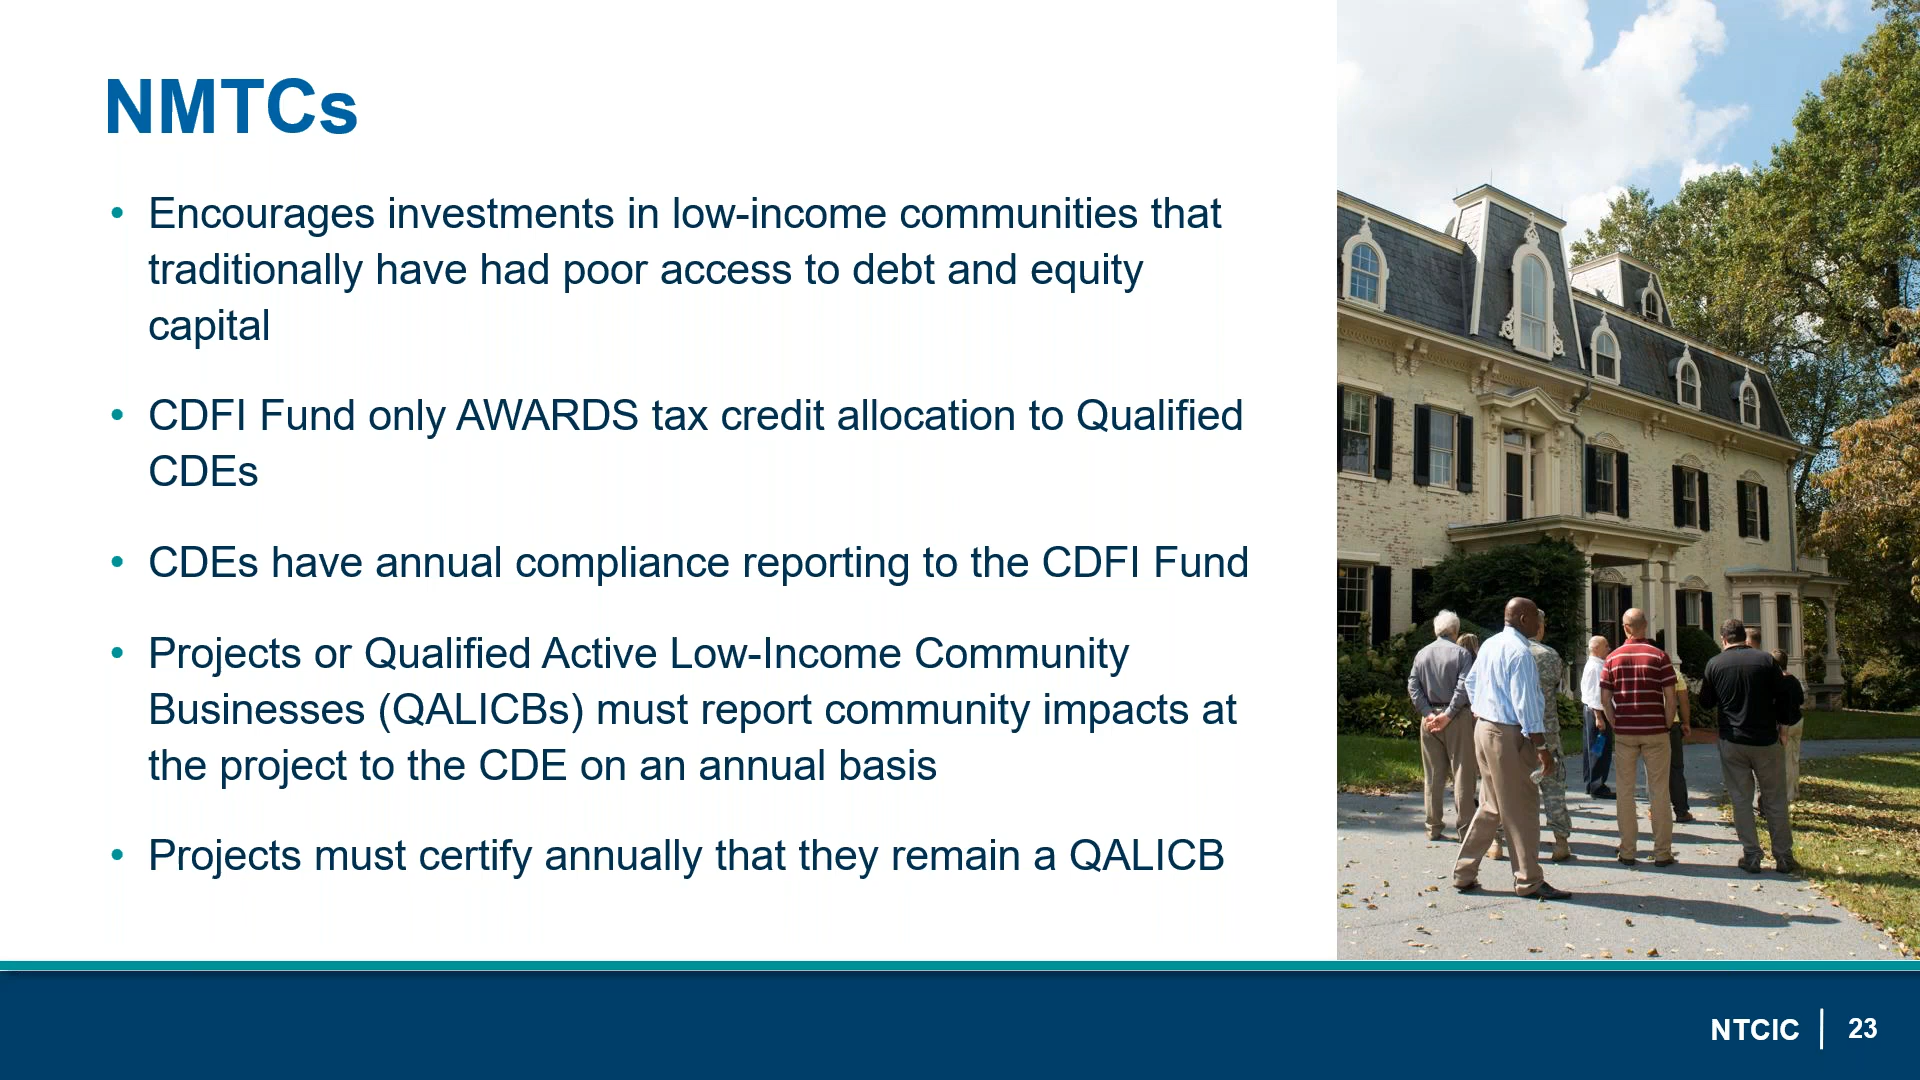 NMTCs
• Encourages investments in low-income communities that
traditionally have had poor access to debt and equity
capital
• CDFI Fund only AWARDS tax credit allocation to Qualified
CDEs
• CDEs have annual compliance reporting to the CDFI Fund
• Projects or Qualified Active Low-Income Community
Businesses (QALICBs) must report community impacts at
the project to the CDE on an annual basis
• Projects must certify annually that they remain a QALICB
NTCIC | 23